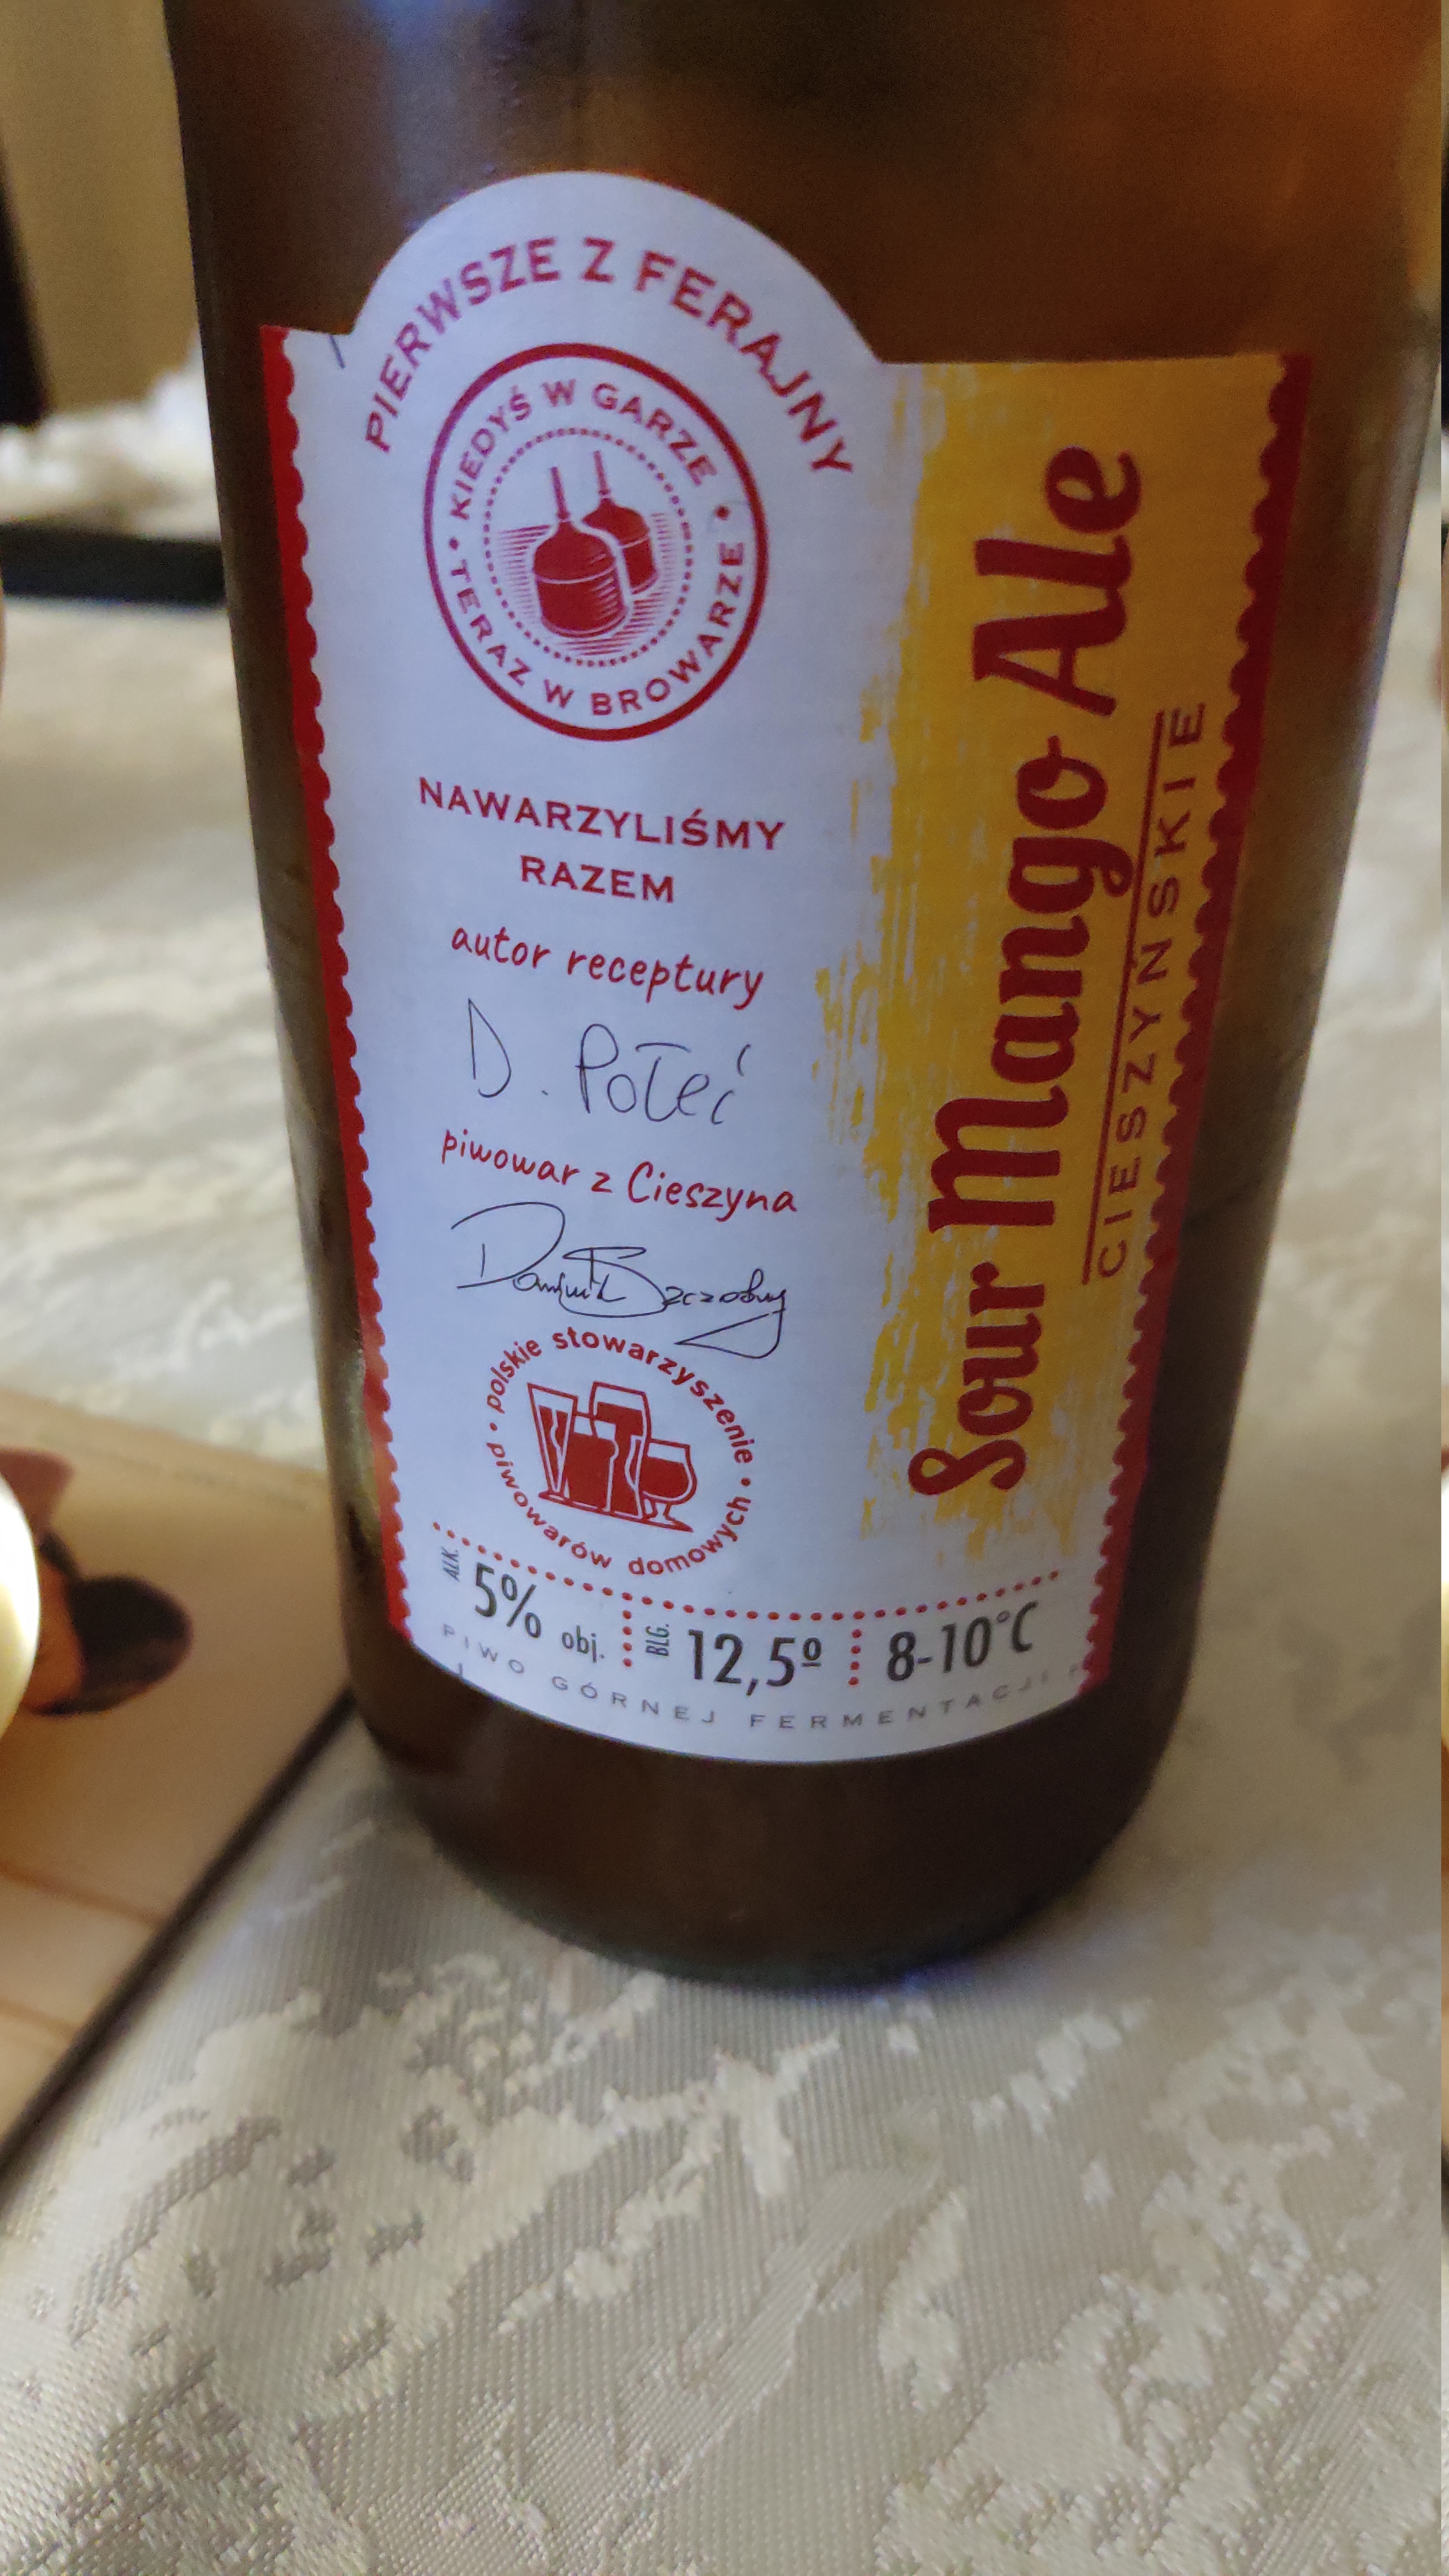 PIERWSZE Z FERAJNY
• KIEDYŚ W GARZE •
TERAZ W BROWARZE
NAWARZYLIŚMY
RAZEM
autor receptury
D. Połeć
piwowar z Cieszyna
Dominik
• polskie stowarzyszenie •
piwowarów domowych
ALK. 5% obj.
BLG. 12,5º
8-10°C
PIWO GÓRNEJ FERMENTACJI
Sour Mango Ale
CIESZYŃSKIE